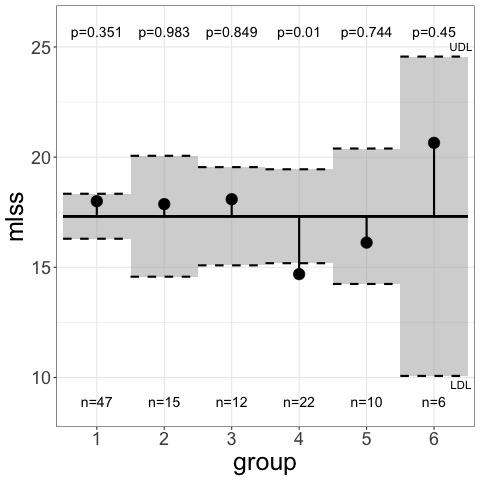 p=0.351 p=0.983 p=0.849 p=0.01 p=0.744 p=0.45
25
UDL
20
mlss
15
10
LDL
n=47 n=15 n=12 n=22 n=10 n=6
1 2 3 4 5 6
group